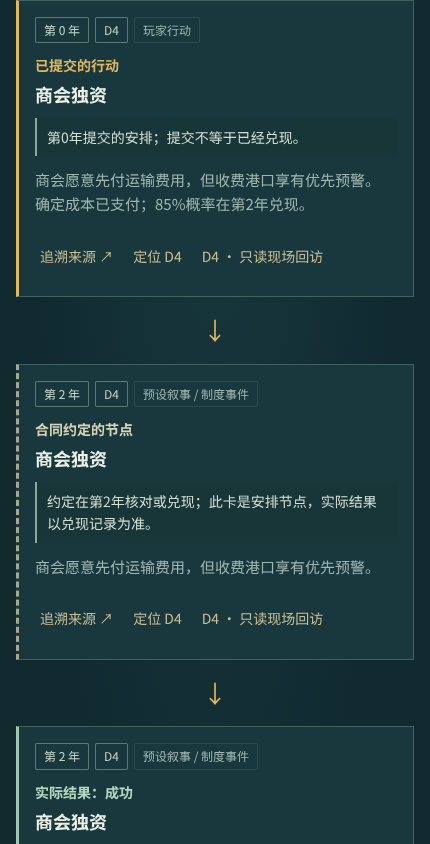 第 0 年 D4 玩家行动
已提交的行动
商会独资
第0年提交的安排；提交不等于已经兑现。
商会愿意先付运输费用，但收费港口享有优先预警。
确定成本已支付；85%概率在第2年兑现。
追溯来源 ↗ 定位 D4 D4 · 只读现场回访
↓
第 2 年 D4 预设叙事 / 制度事件
合同约定的节点
商会独资
约定在第2年核对或兑现；此卡是安排节点，实际结果
以兑现记录为准。
商会愿意先付运输费用，但收费港口享有优先预警。
追溯来源 ↗ 定位 D4 D4 · 只读现场回访
↓
第 2 年 D4 预设叙事 / 制度事件
实际结果：成功
商会独资